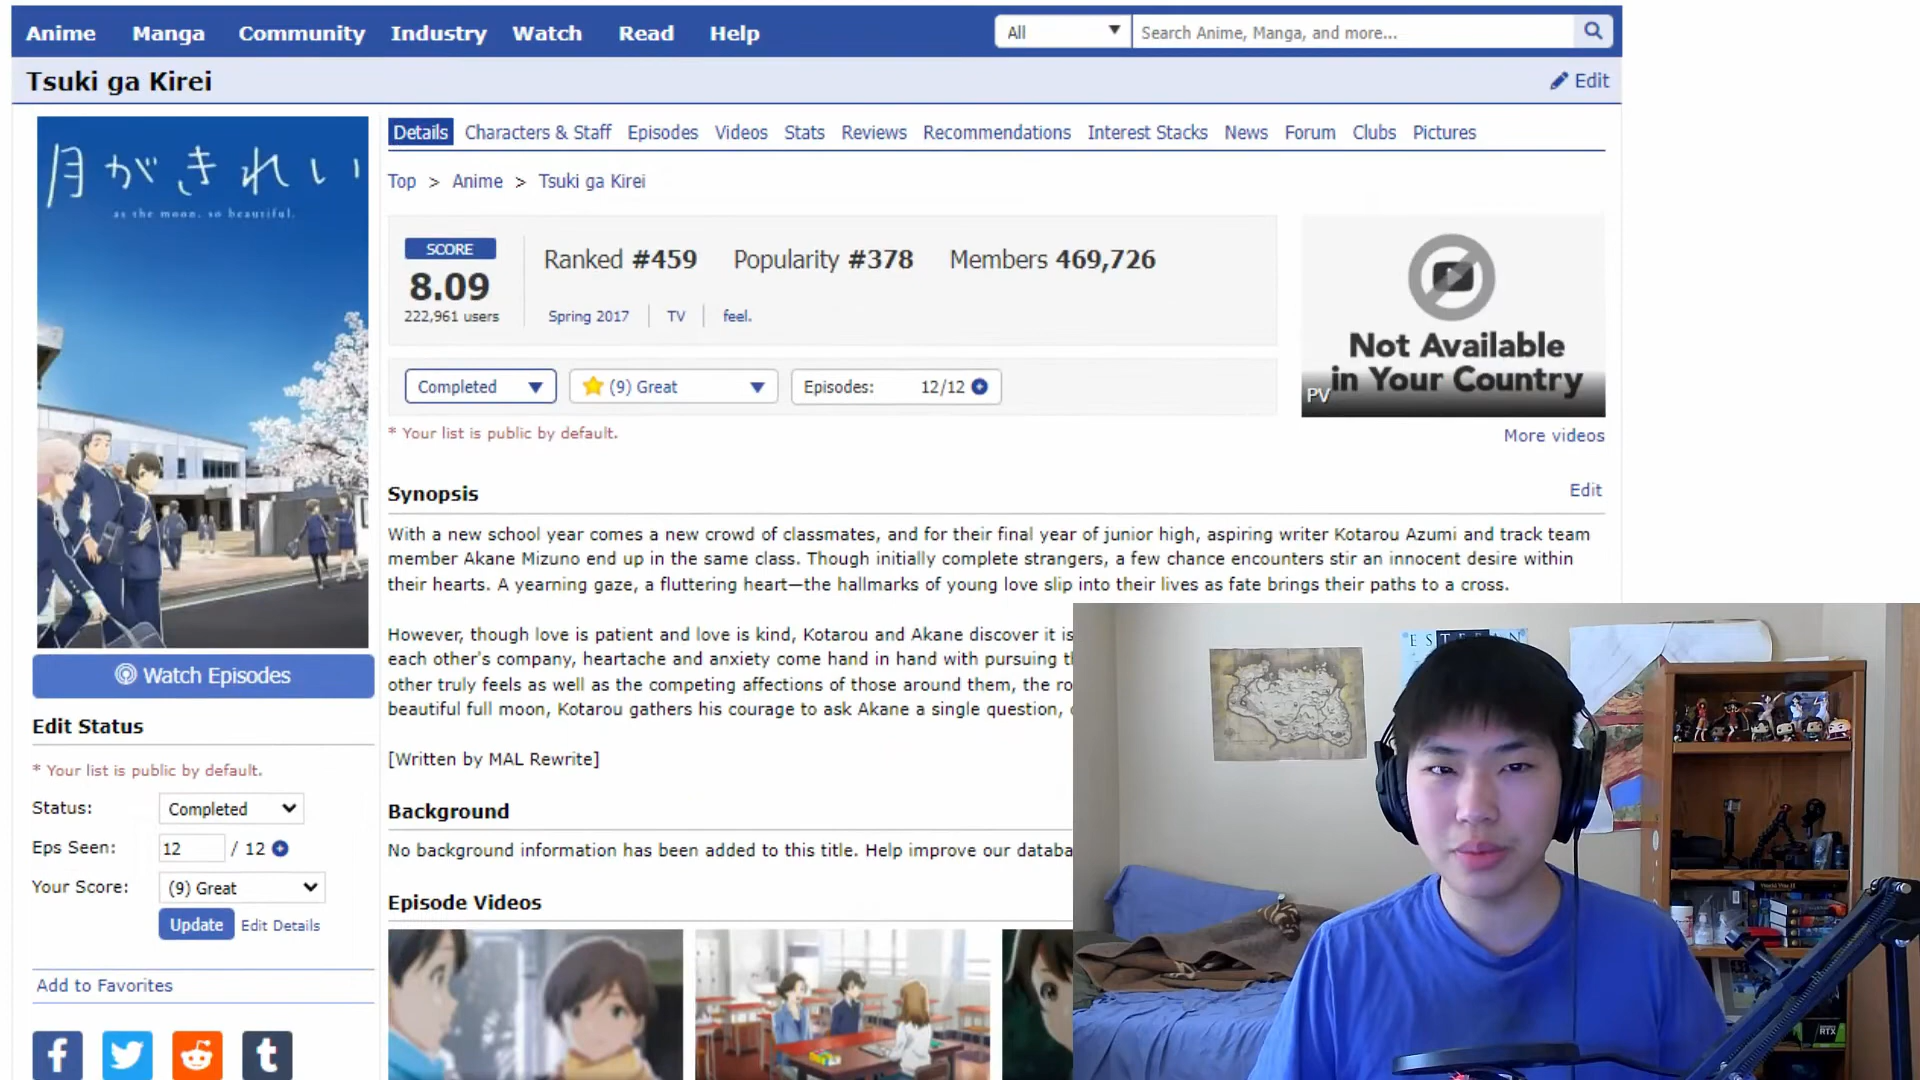 Anime Manga Community Industry Watch Read Help
All
Search Anime, Manga, and more...
Tsuki ga Kirei
Edit
月がきれい
as the moon, so beautiful.
Details Characters & Staff Episodes Videos Stats Reviews Recommendations Interest Stacks News Forum Clubs Pictures
Top > Anime > Tsuki ga Kirei
SCORE
8.09
222,961 users
Ranked #459 Popularity #378 Members 469,726
Spring 2017 TV feel.
Completed
(9) Great
Episodes: 12/12
Not Available
in Your Country
PV
* Your list is public by default.
More videos
Synopsis
Edit
With a new school year comes a new crowd of classmates, and for their final year of junior high, aspiring writer Kotarou Azumi and track team
member Akane Mizuno end up in the same class. Though initially complete strangers, a few chance encounters stir an innocent desire within
their hearts. A yearning gaze, a fluttering heart—the hallmarks of young love slip into their lives as fate brings their paths to a cross.
However, though love is patient and love is kind, Kotarou and Akane discover it is
each other's company, heartache and anxiety come hand in hand with pursuing
other truly feels as well as the competing affections of those around them, the
beautiful full moon, Kotarou gathers his courage to ask Akane a single question,
[Written by MAL Rewrite]
Background
No background information has been added to this title. Help improve our
Episode Videos
Watch Episodes
Edit Status
* Your list is public by default.
Status: Completed
Eps Seen: 12 / 12
Your Score: (9) Great
Update Edit Details
Add to Favorites
World War II
RTX